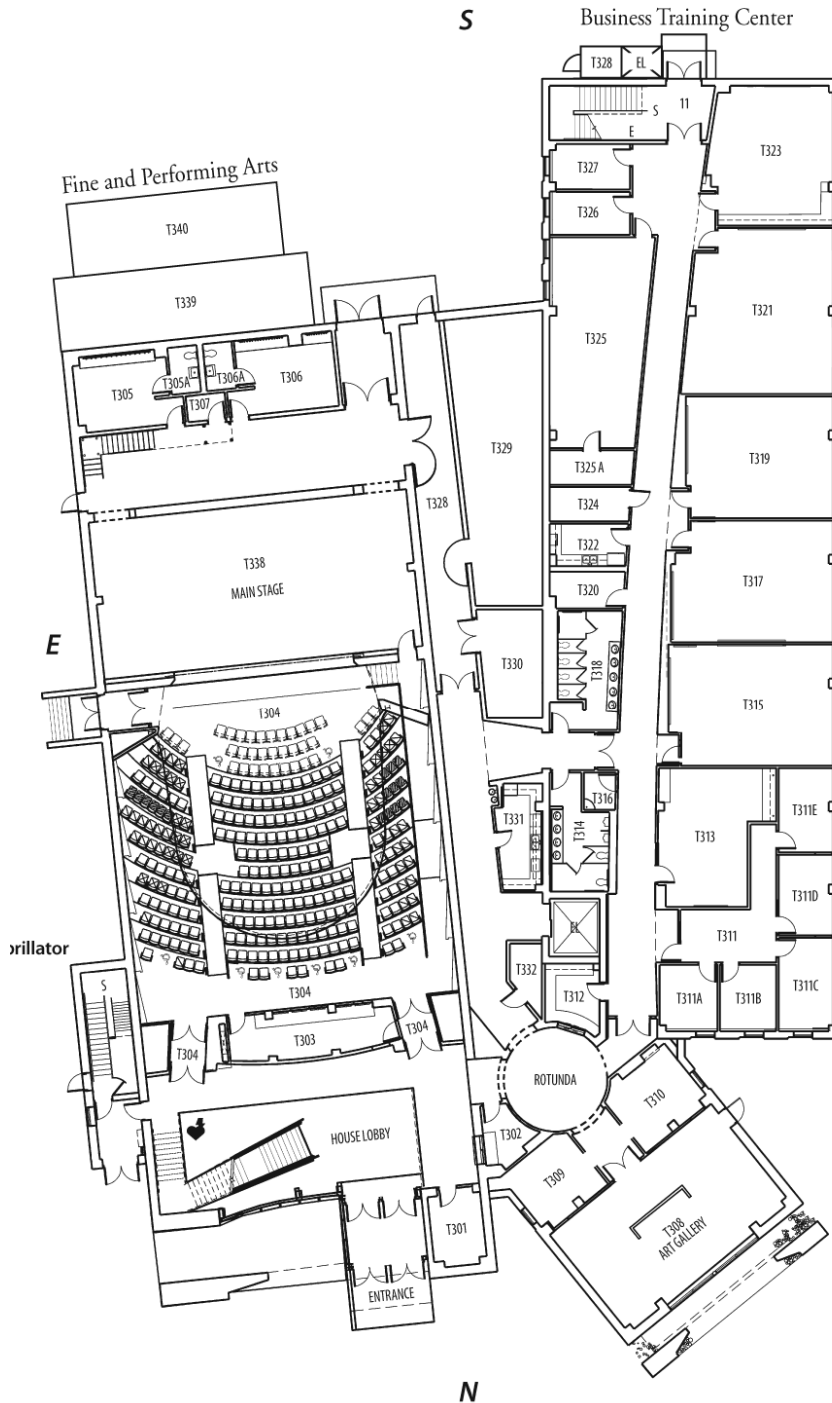 S
Business Training Center
T328
EL
S
11
E
T323
T327
T326
Fine and Performing Arts
T340
T339
T321
T325
T305
T305A
T306A
T306
T307
T329
T319
T325 A
T328
T324
T322
T338
MAIN STAGE
T317
T320
E
T330
T318
T315
T304
T316
T331
T314
T313
T311E
T311D
EL
T311
prillator
S
T332
T312
T311A
T311B
T311C
T304
T303
T304
T304
ROTUNDA
T310
HOUSE LOBBY
T302
T309
T301
T308
ART GALLERY
ENTRANCE
N